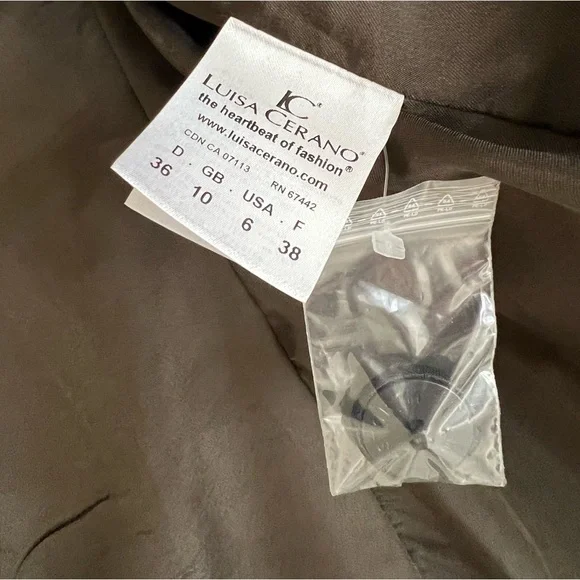 LC®
LUISA CERANO®
the heartbeat of fashion®
www.luisacerano.com
CDN CA 07113 RN 67442
D · GB · USA · F
36 10 6 38